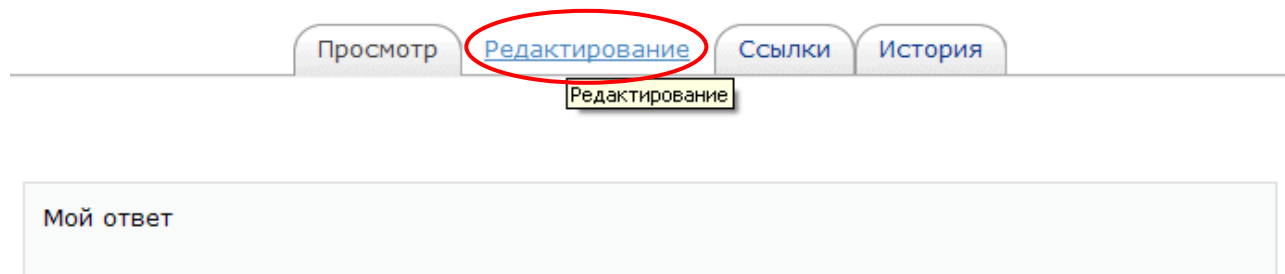 Просмотр Редактирование Ссылки История
Редактирование
Мой ответ